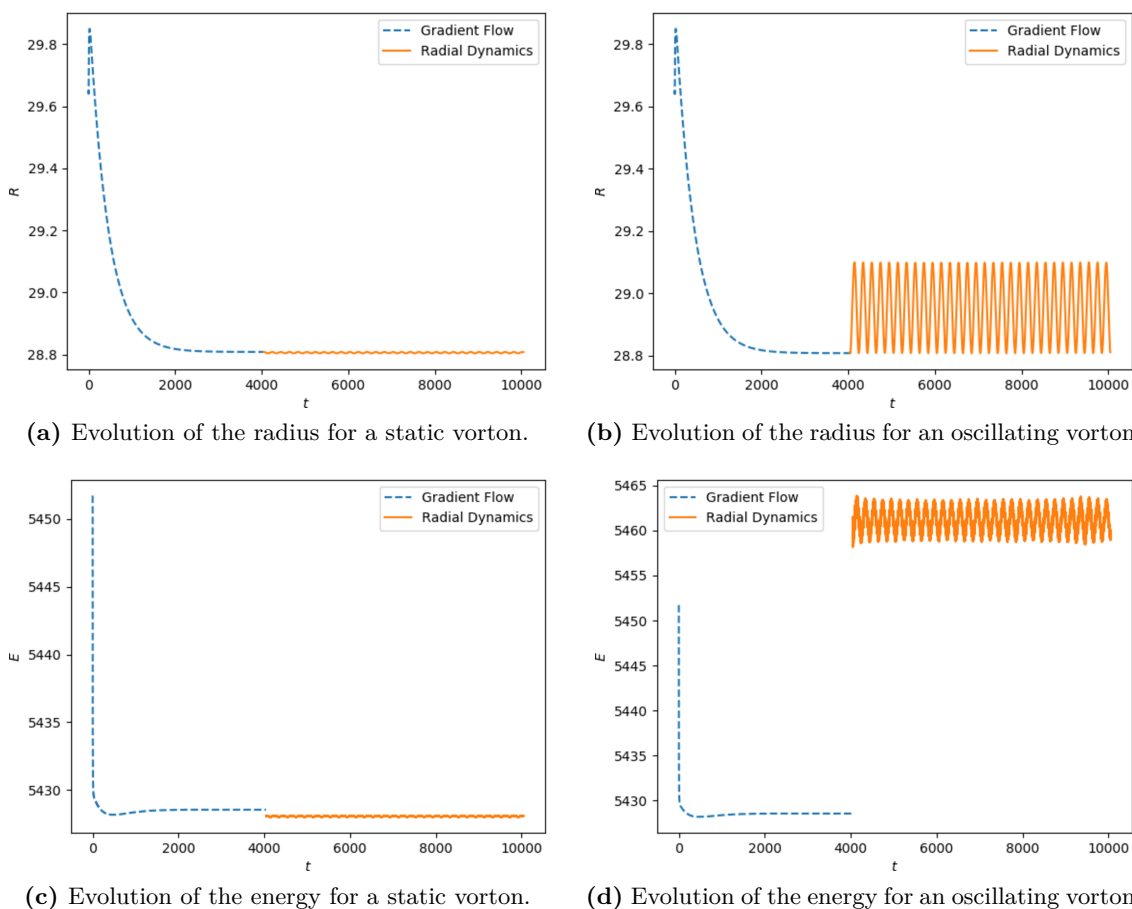 Gradient Flow
Radial Dynamics
29.8
29.6
29.4
29.2
29.0
28.8
R
0 2000 4000 6000 8000 10000
t
(a) Evolution of the radius for a static vorton.
Gradient Flow
Radial Dynamics
29.8
29.6
29.4
29.2
29.0
28.8
R
0 2000 4000 6000 8000 10000
t
(b) Evolution of the radius for an oscillating vorton
Gradient Flow
Radial Dynamics
5450
5445
5440
5435
5430
E
0 2000 4000 6000 8000 10000
t
(c) Evolution of the energy for a static vorton.
Gradient Flow
Radial Dynamics
5465
5460
5455
5450
5445
5440
5435
5430
E
0 2000 4000 6000 8000 10000
t
(d) Evolution of the energy for an oscillating vorton